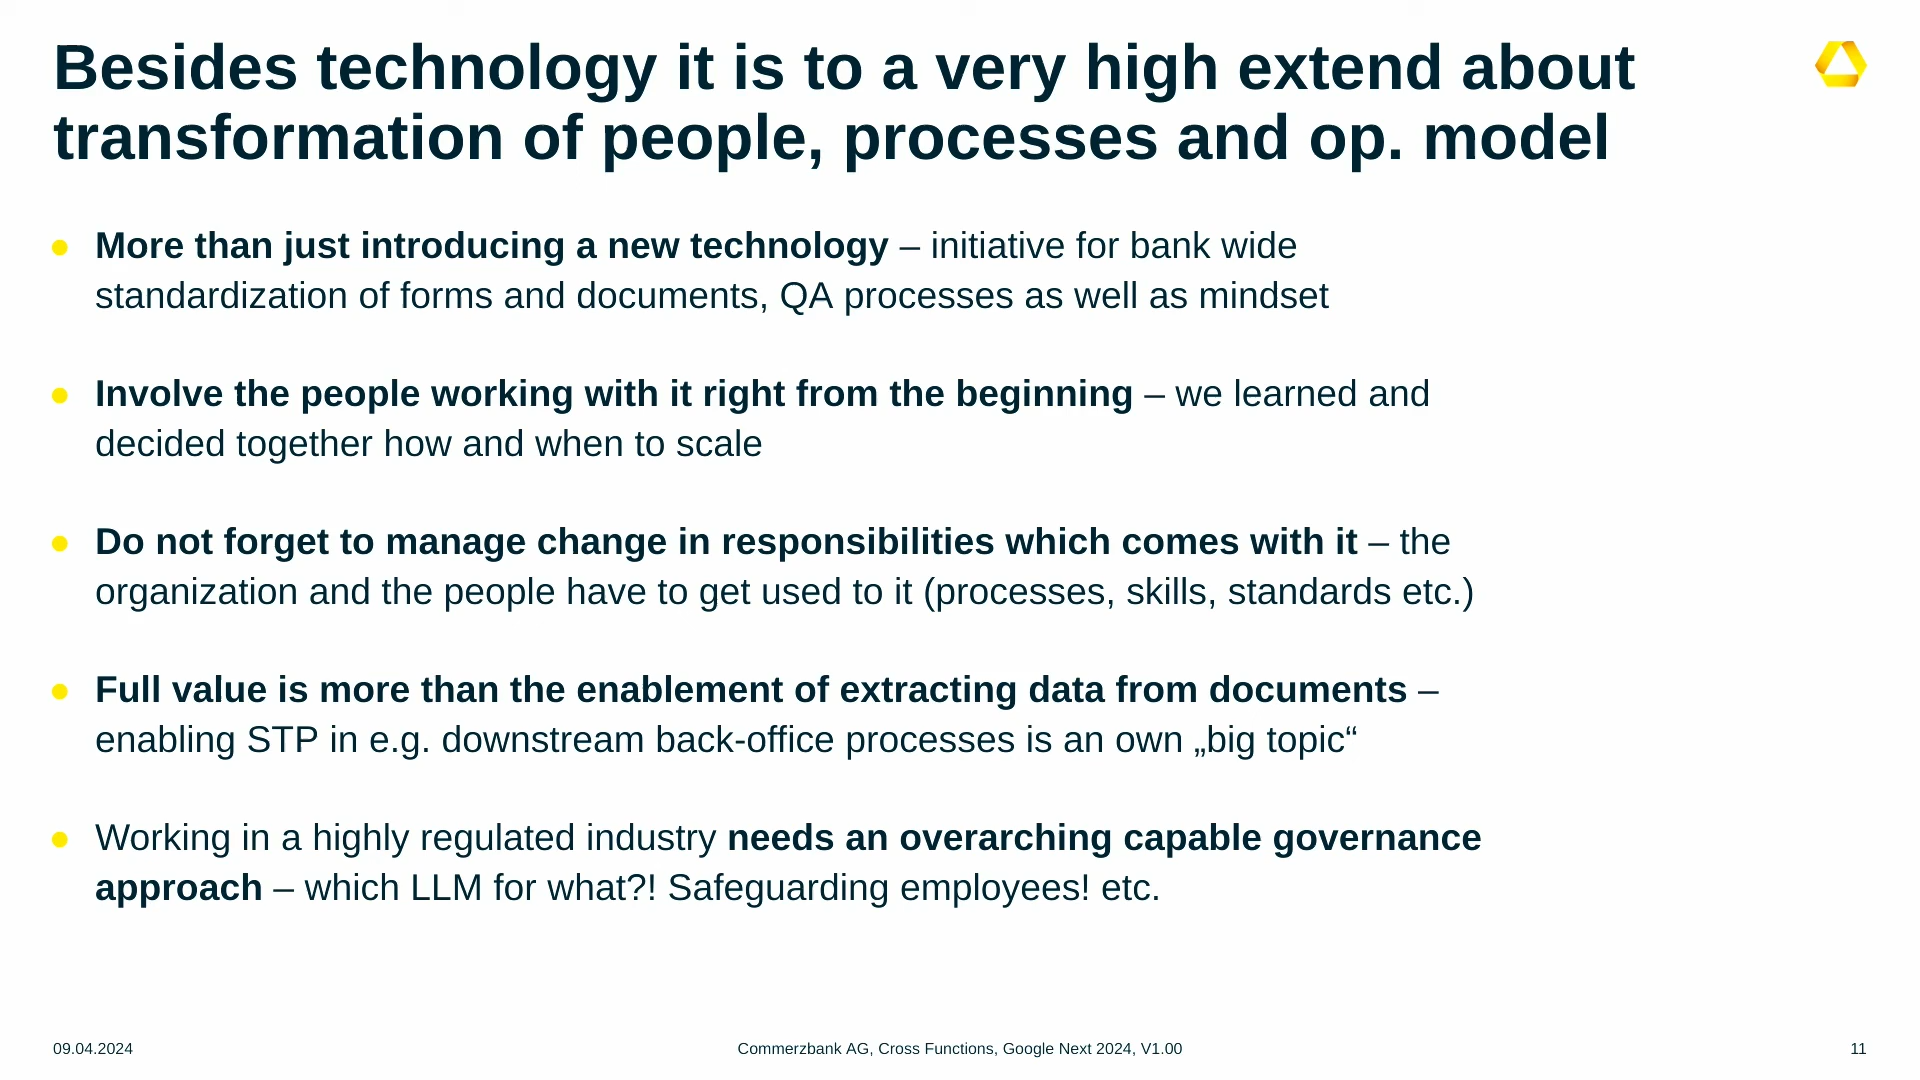 Besides technology it is to a very high extend about
transformation of people, processes and op. model
More than just introducing a new technology – initiative for bank wide
standardization of forms and documents, QA processes as well as mindset
Involve the people working with it right from the beginning – we learned and
decided together how and when to scale
Do not forget to manage change in responsibilities which comes with it – the
organization and the people have to get used to it (processes, skills, standards etc.)
Full value is more than the enablement of extracting data from documents –
enabling STP in e.g. downstream back-office processes is an own „big topic“
Working in a highly regulated industry needs an overarching capable governance
approach – which LLM for what?! Safeguarding employees! etc.
09.04.2024
Commerzbank AG, Cross Functions, Google Next 2024, V1.00
11